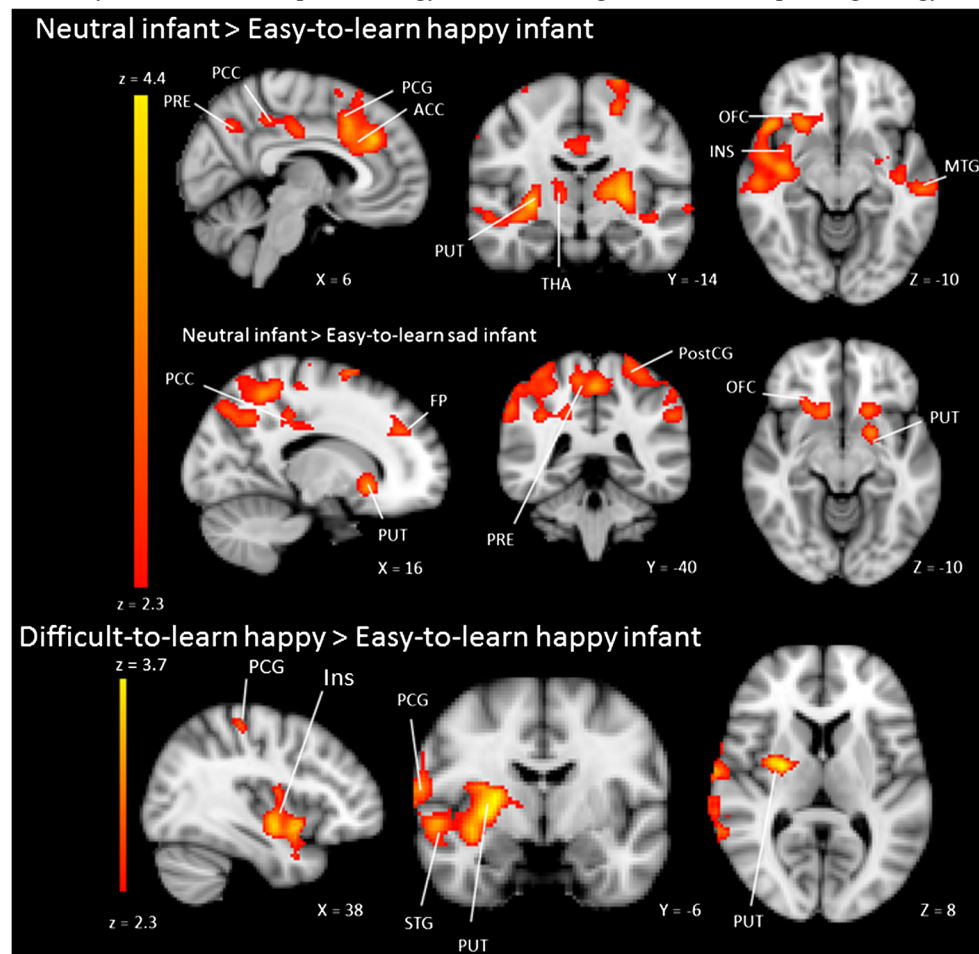 Neutral infant > Easy-to-learn happy infant
z = 4.4
PCC
PCG
PRE
ACC
OFC
INS
MTG
PUT
THA
X = 6
Y = -14
Z = -10
Neutral infant > Easy-to-learn sad infant
PostCG
PCC
FP
OFC
PUT
PUT
PRE
X = 16
Y = -40
Z = -10
z = 2.3
Difficult-to-learn happy > Easy-to-learn happy infant
z = 3.7
PCG
Ins
PCG
z = 2.3
X = 38
STG
PUT
Y = -6
PUT
Z = 8